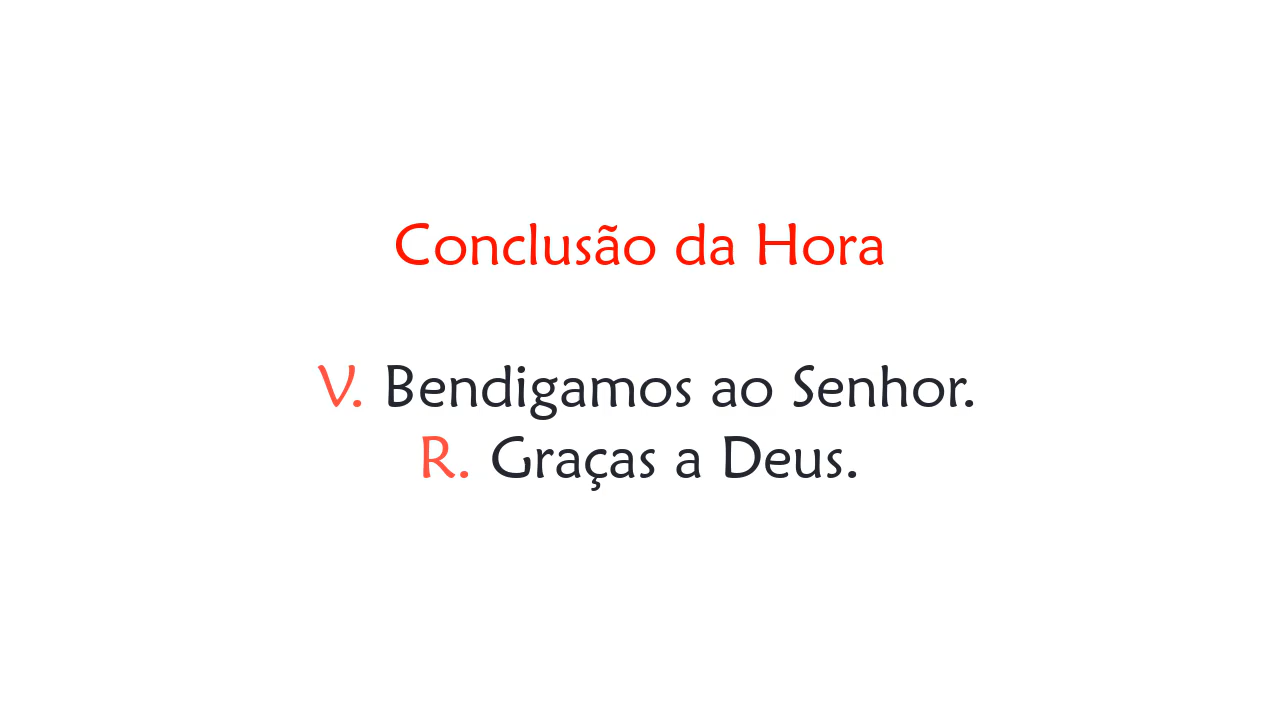 Conclusão da Hora
V. Bendigamos ao Senhor.
R. Graças a Deus.